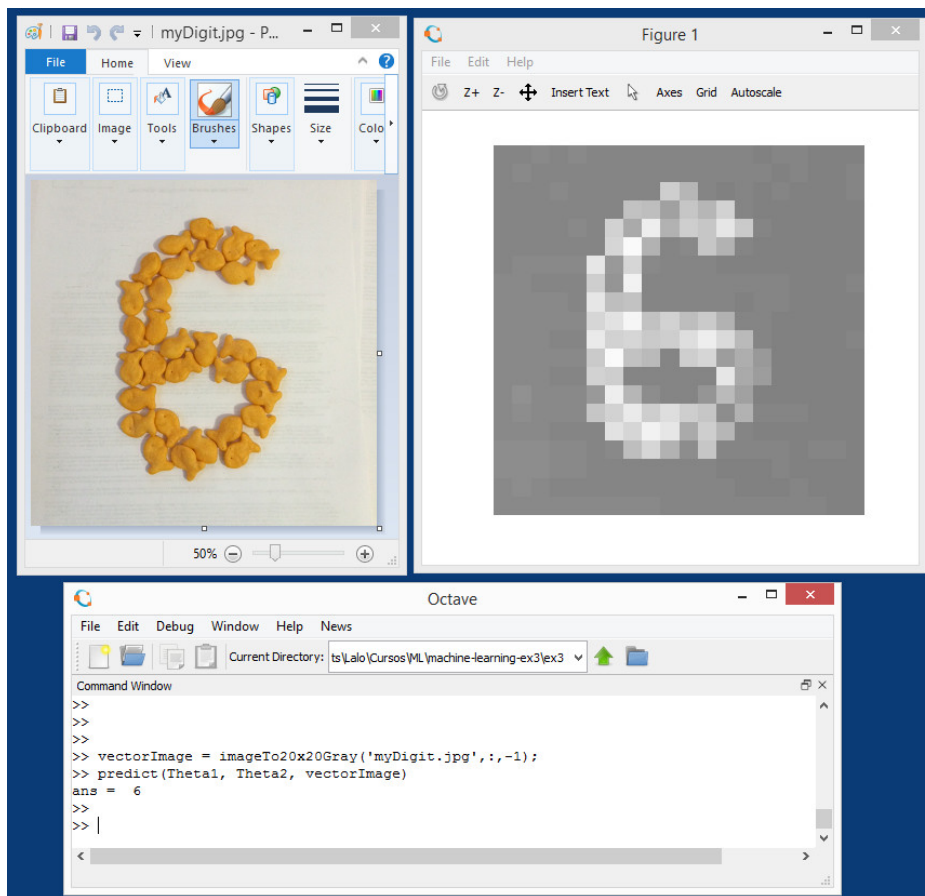 myDigit.jpg - P...
File Home View
Clipboard Image Tools Brushes Shapes Size Colo
50%
Figure 1
File Edit Help
Z+ Z- Insert Text Axes Grid Autoscale
Octave
File Edit Debug Window Help News
Current Directory: ts\Lalo\Cursos\ML\machine-learning-ex3\ex3
Command Window
>>
>>
>>
>> vectorImage = imageTo20x20Gray('myDigit.jpg',:,-1);
>> predict(Theta1, Theta2, vectorImage)
ans = 6
>>
>>